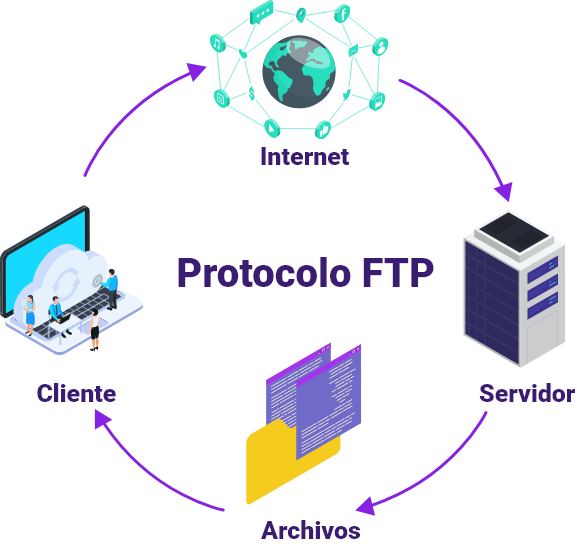 Internet
Protocolo FTP
Cliente
Servidor
Archivos